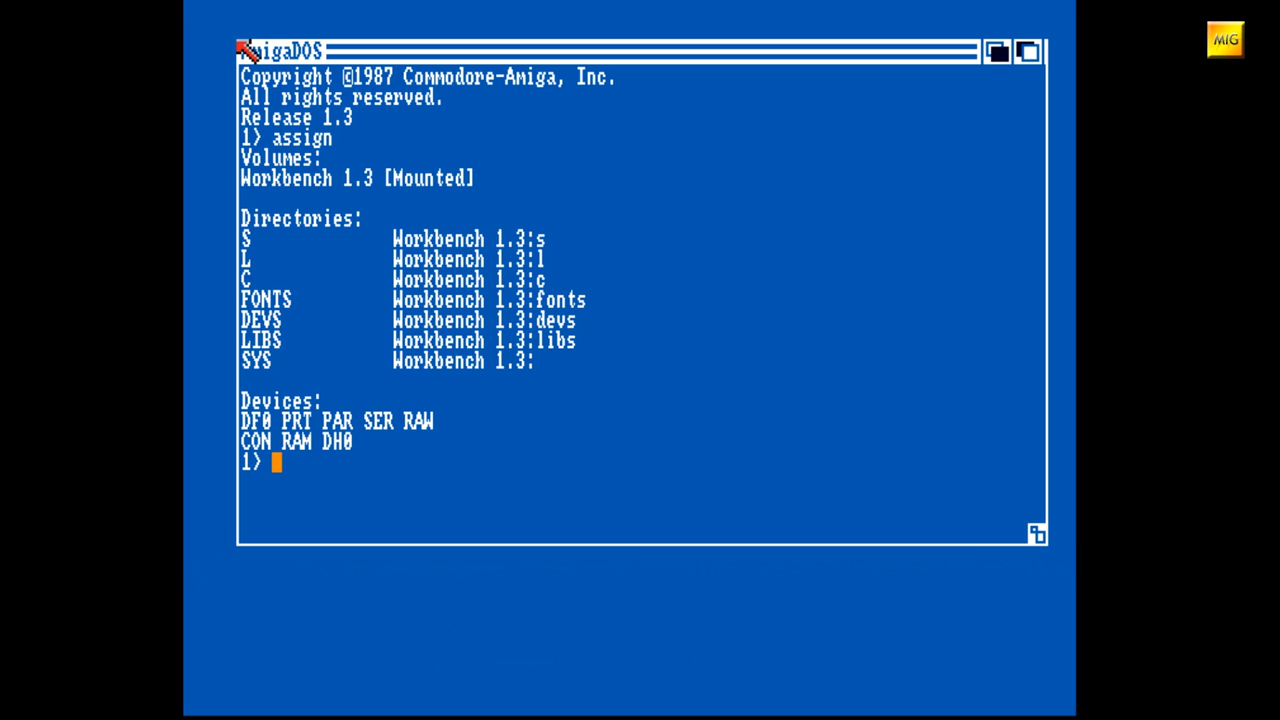 AmigaDOS
MIG
Copyright ©1987 Commodore-Amiga, Inc.
All rights reserved.
Release 1.3
1> assign
Volumes:
Workbench 1.3 [Mounted]
Directories:
S Workbench 1.3:s
L Workbench 1.3:l
C Workbench 1.3:c
FONTS Workbench 1.3:fonts
DEVS Workbench 1.3:devs
LIBS Workbench 1.3:libs
SYS Workbench 1.3:
Devices:
DF0 PRT PAR SER RAW
CON RAM DH0
1>